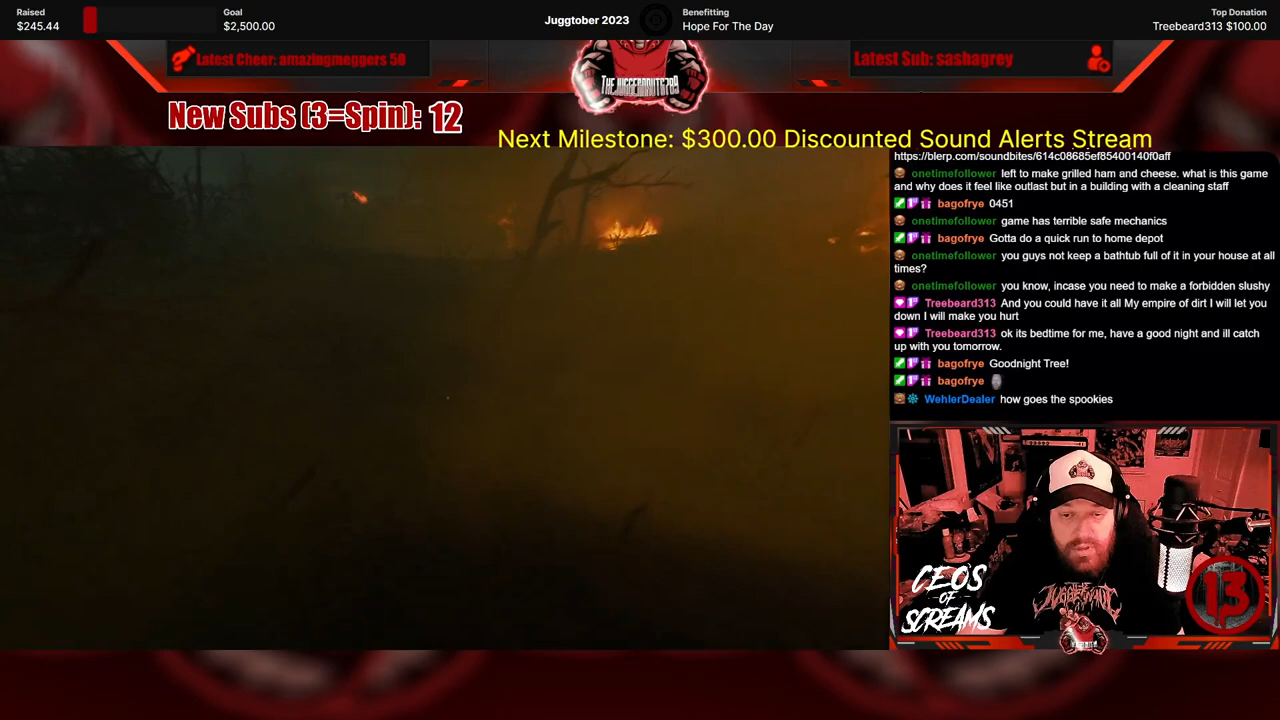 Raised
$245.44
Goal
$2,500.00
Juggtober 2023
Benefitting
Hope For The Day
Top Donation
Treebeard313 $100.00
Latest Cheer: amazingmeggers 50
THEJUGGERNAUT6789
Latest Sub: sashagrey
New Subs (3=Spin): 12
Next Milestone: $300.00 Discounted Sound Alerts Stream
https://blerp.com/soundbites/614c08685ef85400140f0aff
onetimefollower left to make grilled ham and cheese. what is this game
and why does it feel like outlast but in a building with a cleaning staff
bagofrye 0451
onetimefollower game has terrible safe mechanics
bagofrye Gotta do a quick run to home depot
onetimefollower you guys not keep a bathtub full of it in your house at all
times?
onetimefollower you know, incase you need to make a forbidden slushy
Treebeard313 And you could have it all My empire of dirt I will let you
down I will make you hurt
Treebeard313 ok its bedtime for me, have a good night and ill catch
up with you tomorrow.
bagofrye Goodnight Tree!
bagofrye
WehlerDealer how goes the spookies
CEO'S
OF
SCREAMS
THE
JUGGERNAUT
13